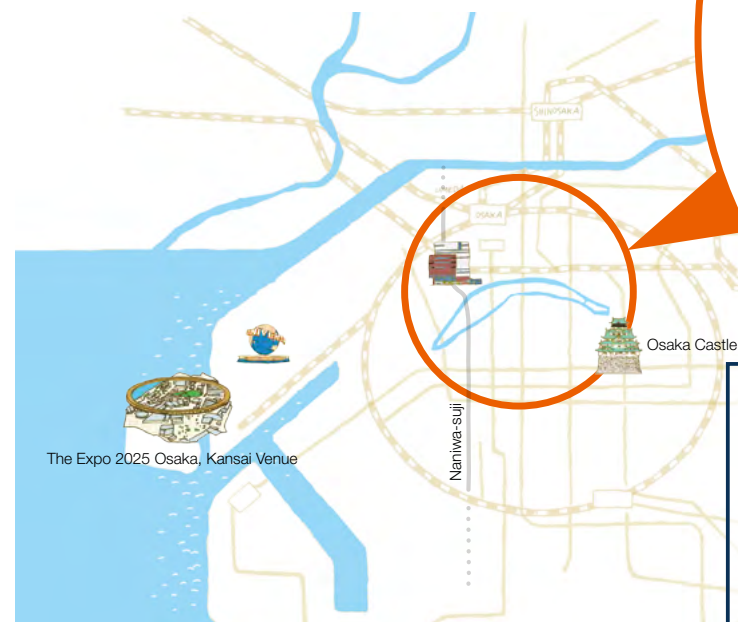 SHINOSAKA
OSAKA
Osaka Castle
Naniwa-suji
The Expo 2025 Osaka, Kansai Venue